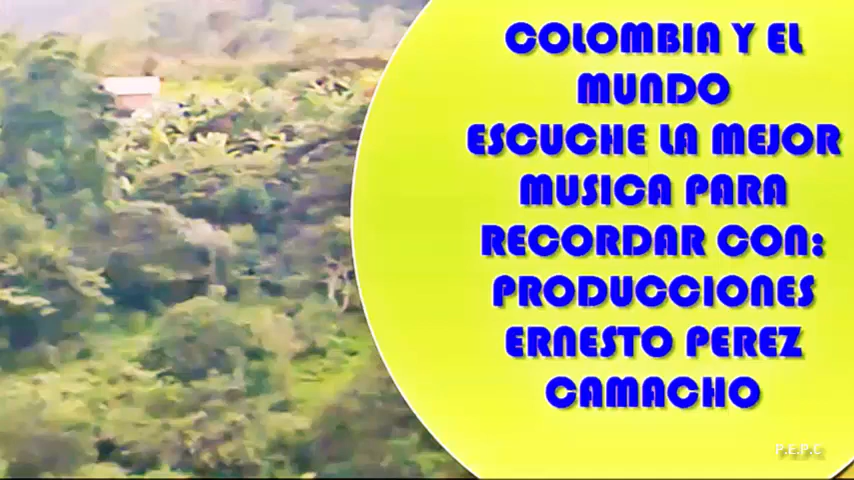 COLOMBIA Y EL
MUNDO
ESCUCHE LA MEJOR
MUSICA PARA
RECORDAR CON:
PRODUCCIONES
ERNESTO PEREZ
CAMACHO
P.E.P.C